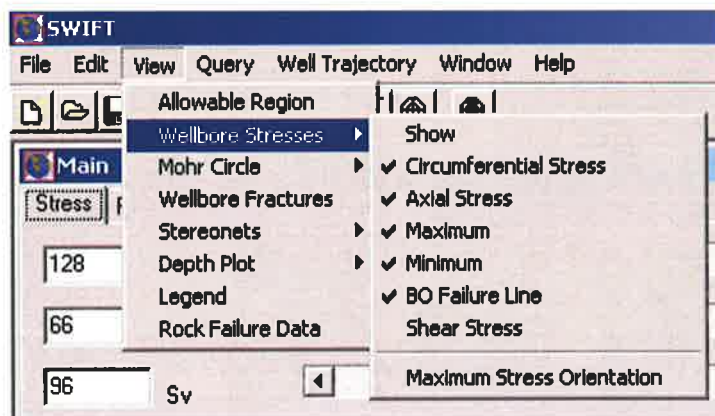 SWIFT
File Edit View Query Well Trajectory Window Help
Allowable Region
Wellbore Stresses
Mohr Circle
Wellbore Fractures
Stereonets
Depth Plot
Legend
Rock Failure Data
Show
Circumferential Stress
Axial Stress
Maximum
Minimum
BO Failure Line
Shear Stress
Maximum Stress Orientation
Main
Stress
128
66
96 Sv